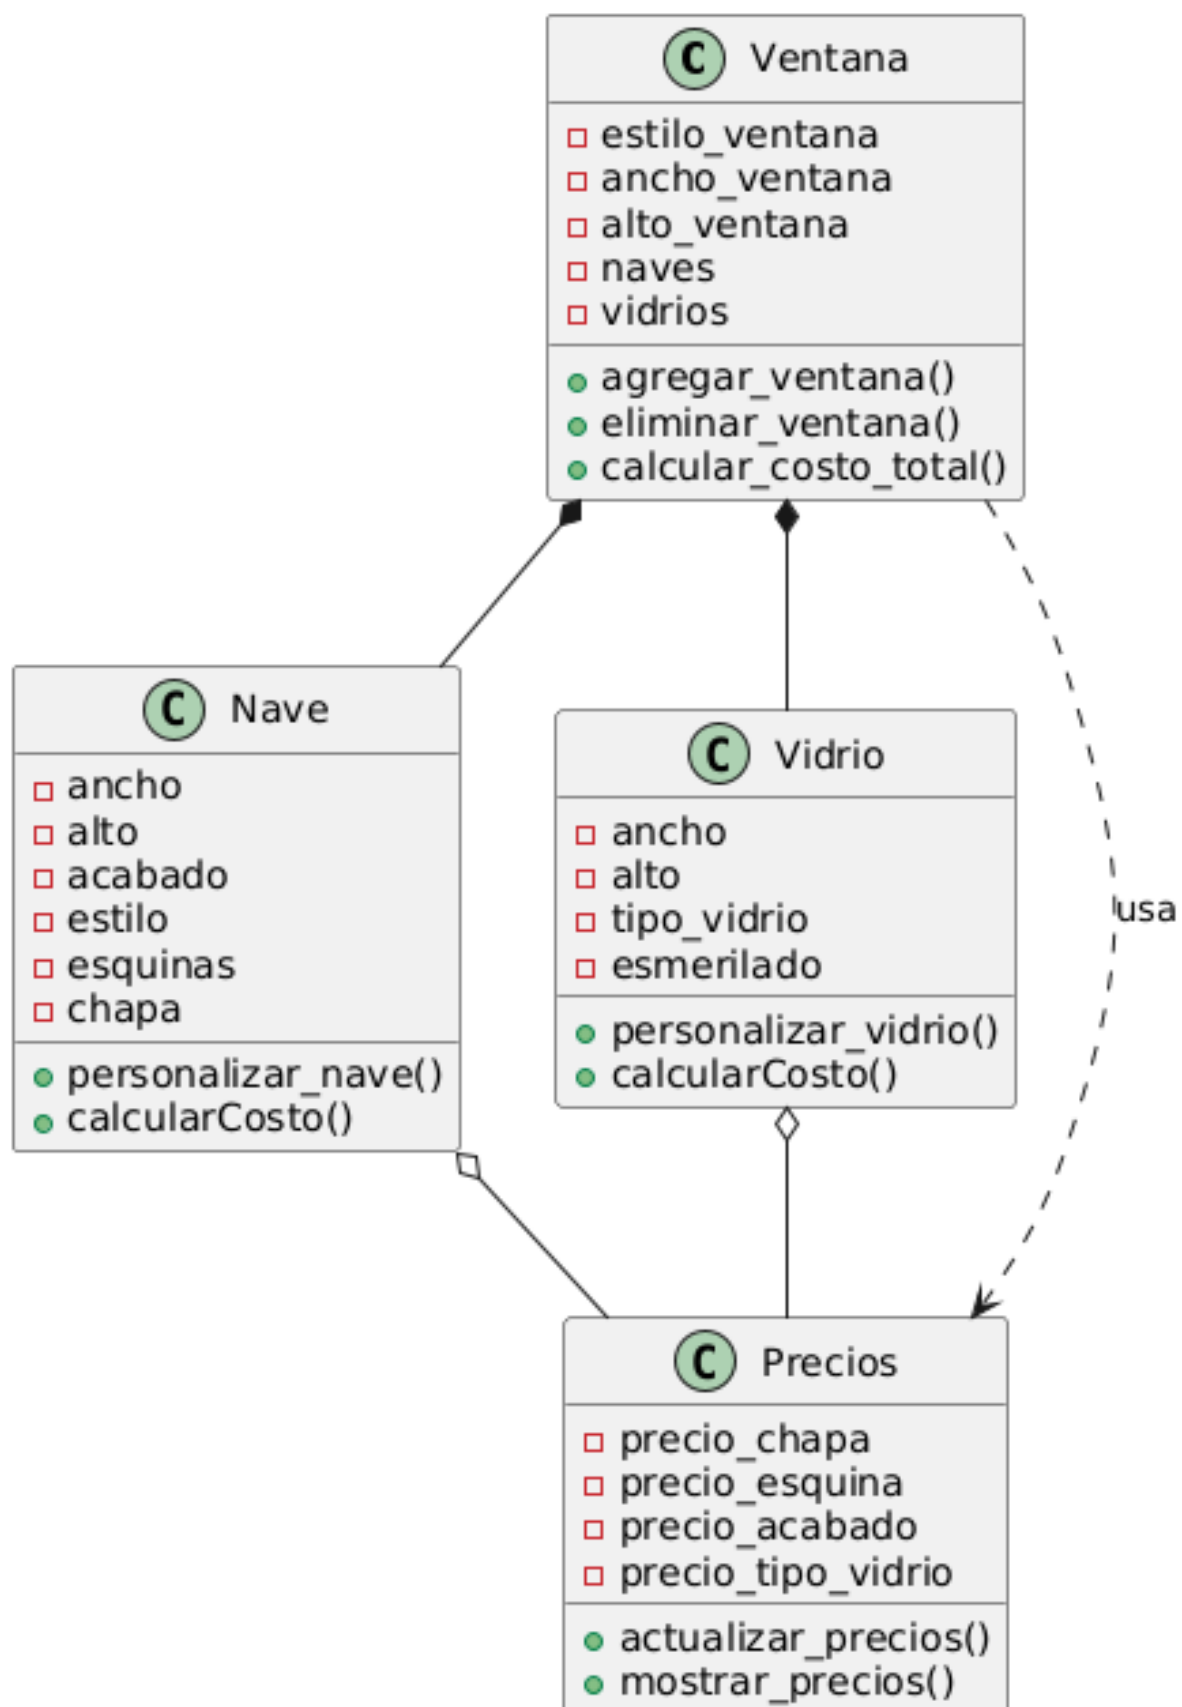 C Ventana
estilo_ventana
ancho_ventana
alto_ventana
naves
vidrios
agregar_ventana()
eliminar_ventana()
calcular_costo_total()
C Nave
ancho
alto
acabado
estilo
esquinas
chapa
personalizar_nave()
calcularCosto()
C Vidrio
ancho
alto
tipo_vidrio
esmerilado
personalizar_vidrio()
calcularCosto()
usa
C Precios
precio_chapa
precio_esquina
precio_acabado
precio_tipo_vidrio
actualizar_precios()
mostrar_precios()